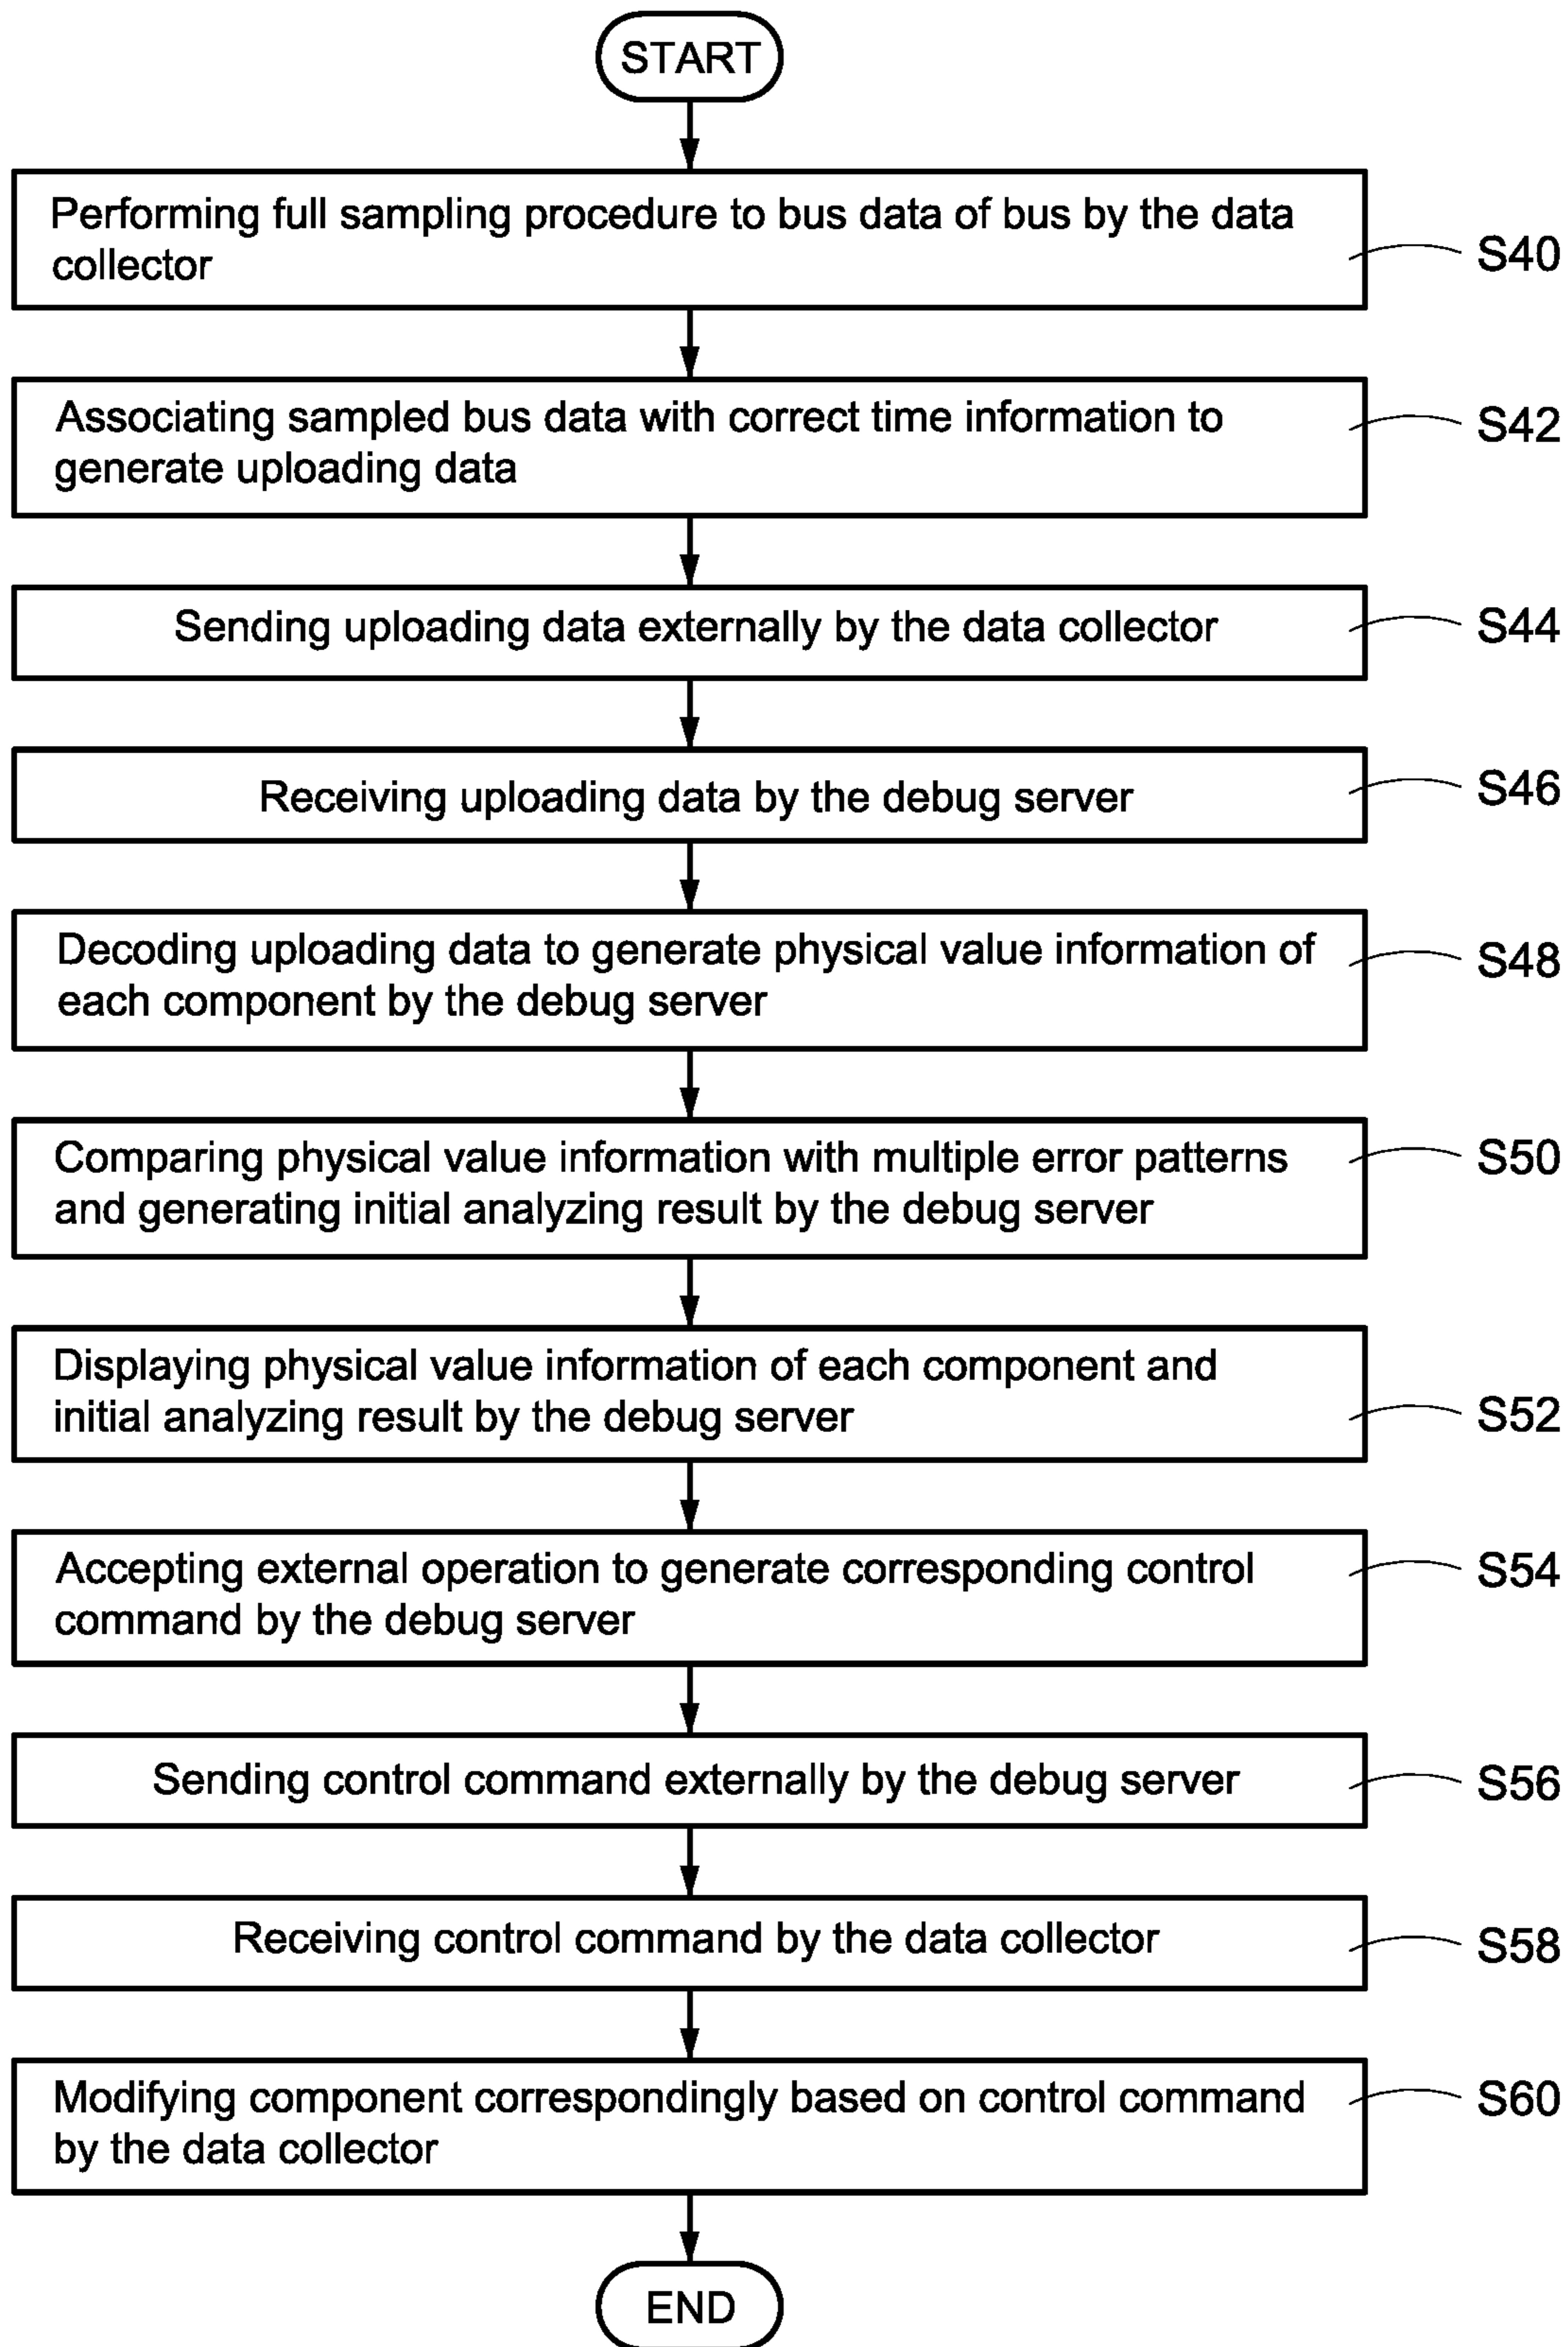 START
Performing full sampling procedure to bus data of bus by the data
collector
S40
Associating sampled bus data with correct time information to
generate uploading data
S42
Sending uploading data externally by the data collector
S44
Receiving uploading data by the debug server
S46
Decoding uploading data to generate physical value information of
each component by the debug server
S48
Comparing physical value information with multiple error patterns
and generating initial analyzing result by the debug server
S50
Displaying physical value information of each component and
initial analyzing result by the debug server
S52
Accepting external operation to generate corresponding control
command by the debug server
S54
Sending control command externally by the debug server
S56
Receiving control command by the data collector
S58
Modifying component correspondingly based on control command
by the data collector
S60
END